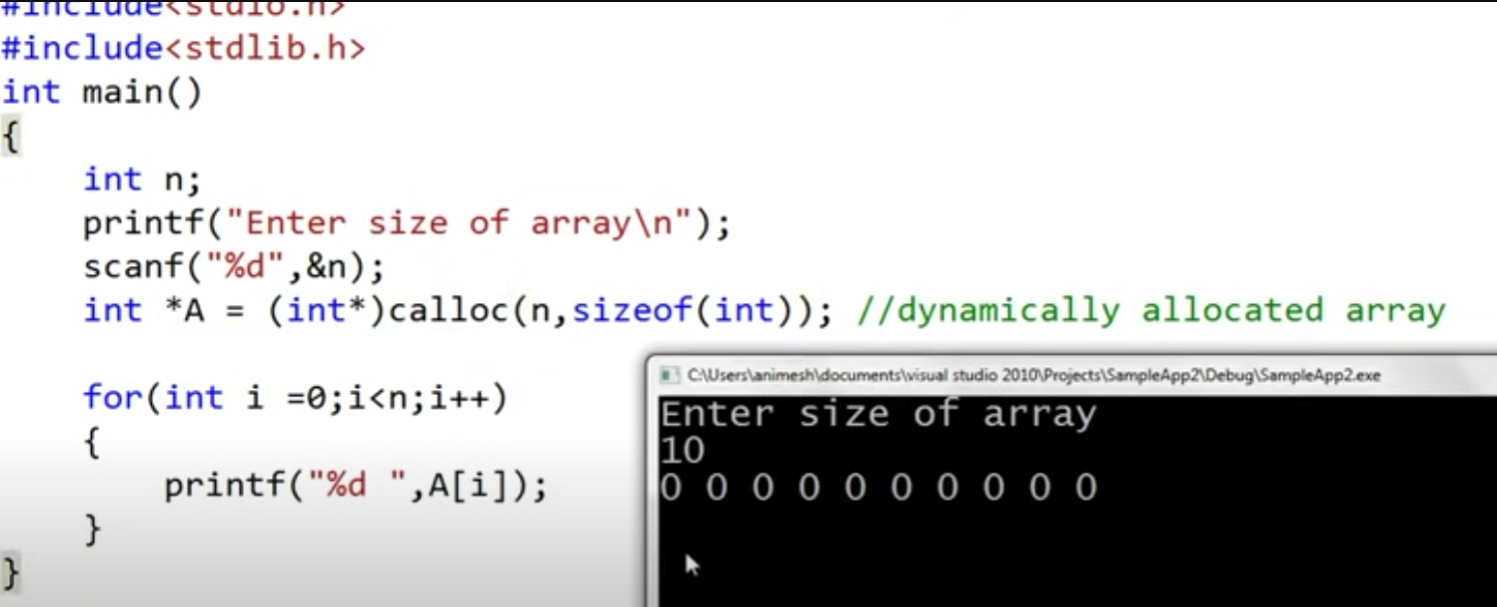 #include<stdio.h>
#include<stdlib.h>
int main()
{
int n;
printf("Enter size of array\n");
scanf("%d",&n);
int *A = (int*)calloc(n,sizeof(int)); //dynamically allocated array
for(int i =0;i<n;i++)
{
printf("%d ",A[i]);
}
}
C:\Users\animesh\documents\visual studio 2010\Projects\SampleApp2\Debug\SampleApp2.exe
Enter size of array
10
0 0 0 0 0 0 0 0 0 0